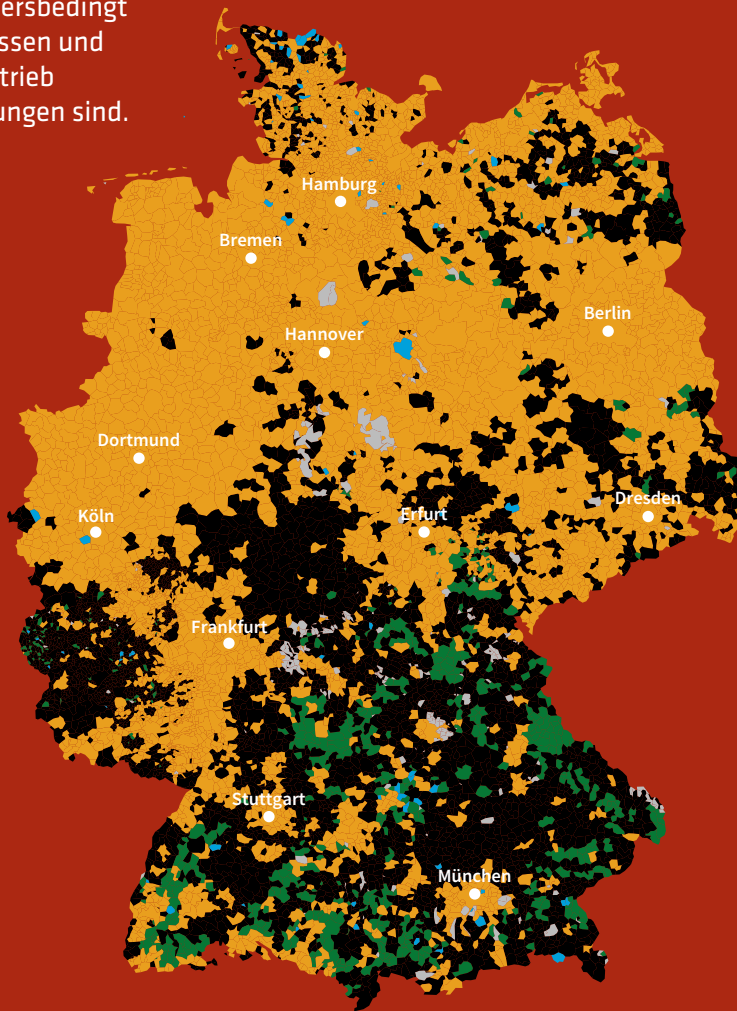 ersbedingt
ssen und
trieb
ungen sind.
Hamburg
Bremen
Berlin
Hannover
Dortmund
Dresden
Köln
Erfurt
Frankfurt
Stuttgart
München